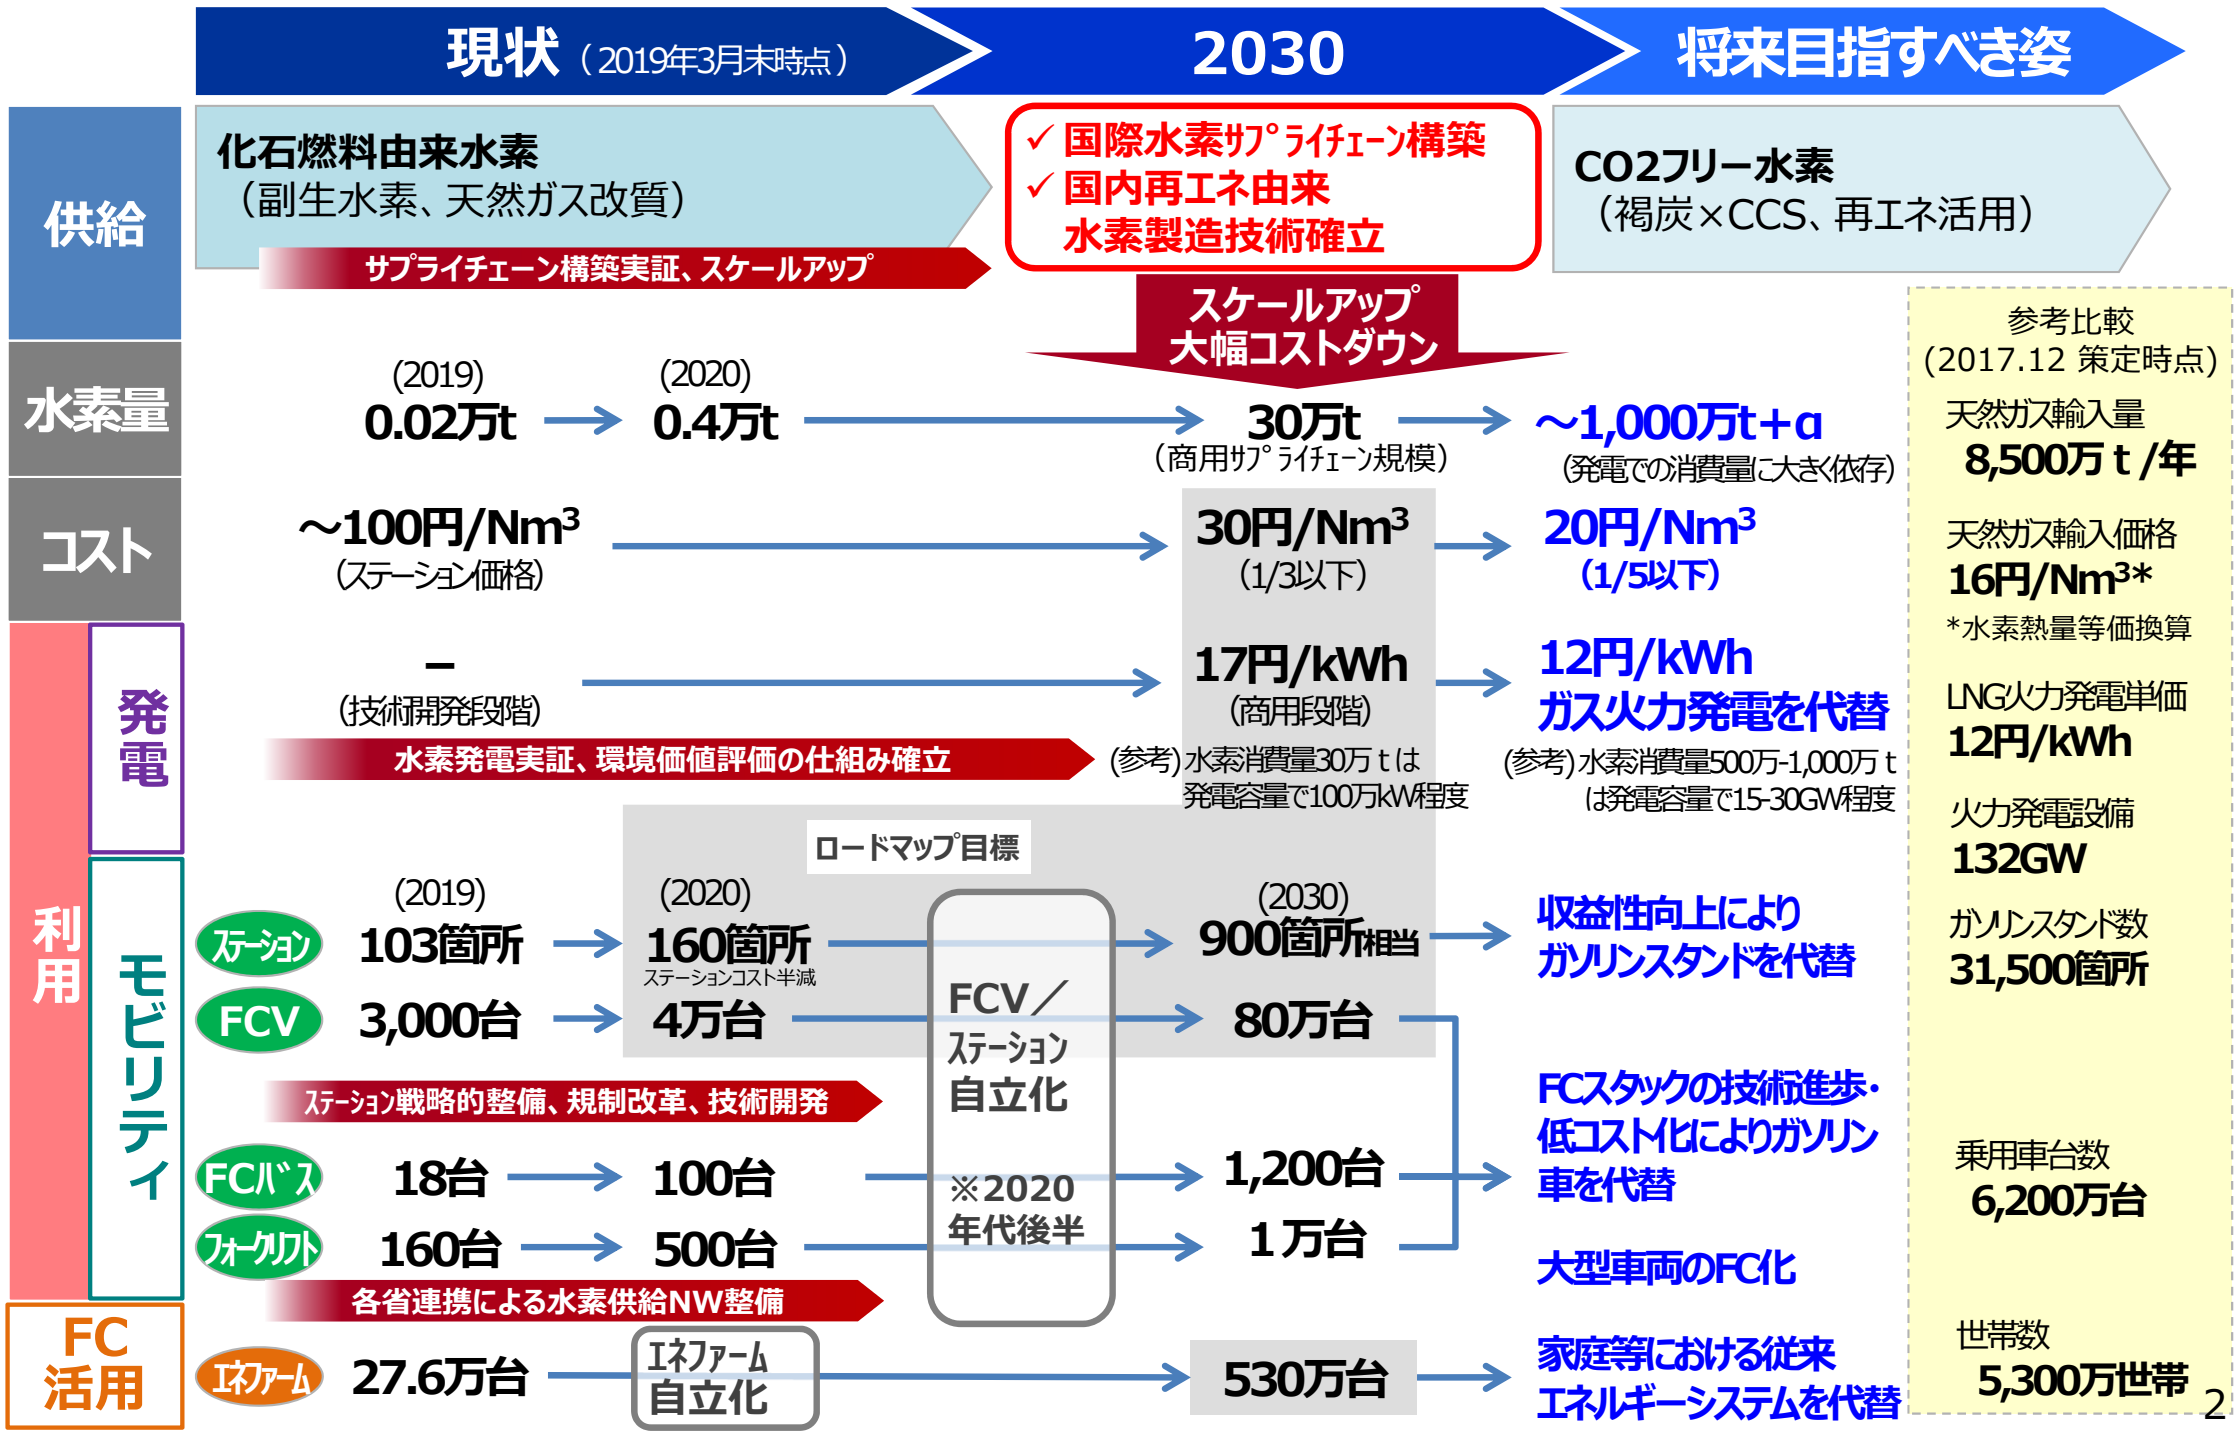 現状（2019年3月末時点）
2030
将来目指すべき姿
供給
化石燃料由来水素
（副生水素、天然ガス改質）
サプライチェーン構築実証、スケールアップ
✓国際水素ｻﾌﾟﾗｲﾁｪｰﾝ構築
✓国内再エネ由来
水素製造技術確立
CO2フリー水素
（褐炭×CCS、再エネ活用）
スケールアップ
大幅コストダウン
水素量
(2019)
0.02万t
(2020)
0.4万t
30万t
（商用ｻﾌﾟﾗｲﾁｪｰﾝ規模）
～1,000万t+α
（発電での消費量に大きく依存）
コスト
～100円/Nm³
（ステーション価格）
30円/Nm³
（1/3以下）
20円/Nm³
（1/5以下）
利用
発電
－
（技術開発段階）
17円/kWh
（商用段階）
12円/kWh
ガス火力発電を代替
水素発電実証、環境価値評価の仕組み確立
(参考)水素消費量30万ｔは
発電容量で100万kW程度
(参考)水素消費量500万-1,000万ｔ
は発電容量で15-30GW程度
ロードマップ目標
モビリティ
(2019)
(2020)
(2030)
ｽﾃｰｼｮﾝ
103箇所
160箇所
ステーションコスト半減
900箇所相当
収益性向上により
ガソリンスタンドを代替
FCV
3,000台
4万台
80万台
FCV／
ｽﾃｰｼｮﾝ
自立化
※2020
年代後半
ｽﾃｰｼｮﾝ戦略的整備、規制改革、技術開発
FCスタックの技術進歩・
低コスト化によりガソリン
車を代替
FCﾊﾞｽ
18台
100台
1,200台
ﾌｫｰｸﾘﾌﾄ
160台
500台
1万台
大型車両のFC化
各省連携による水素供給NW整備
FC
活用
ｴﾈﾌｧｰﾑ
27.6万台
ｴﾈﾌｧｰﾑ
自立化
530万台
家庭等における従来
エネルギーシステムを代替
参考比較
(2017.12 策定時点)
天然ガス輸入量
8,500万ｔ/年
天然ガス輸入価格
16円/Nm³*
*水素熱量等価換算
LNG火力発電単価
12円/kWh
火力発電設備
132GW
ガソリンスタンド数
31,500箇所
乗用車台数
6,200万台
世帯数
5,300万世帯
2